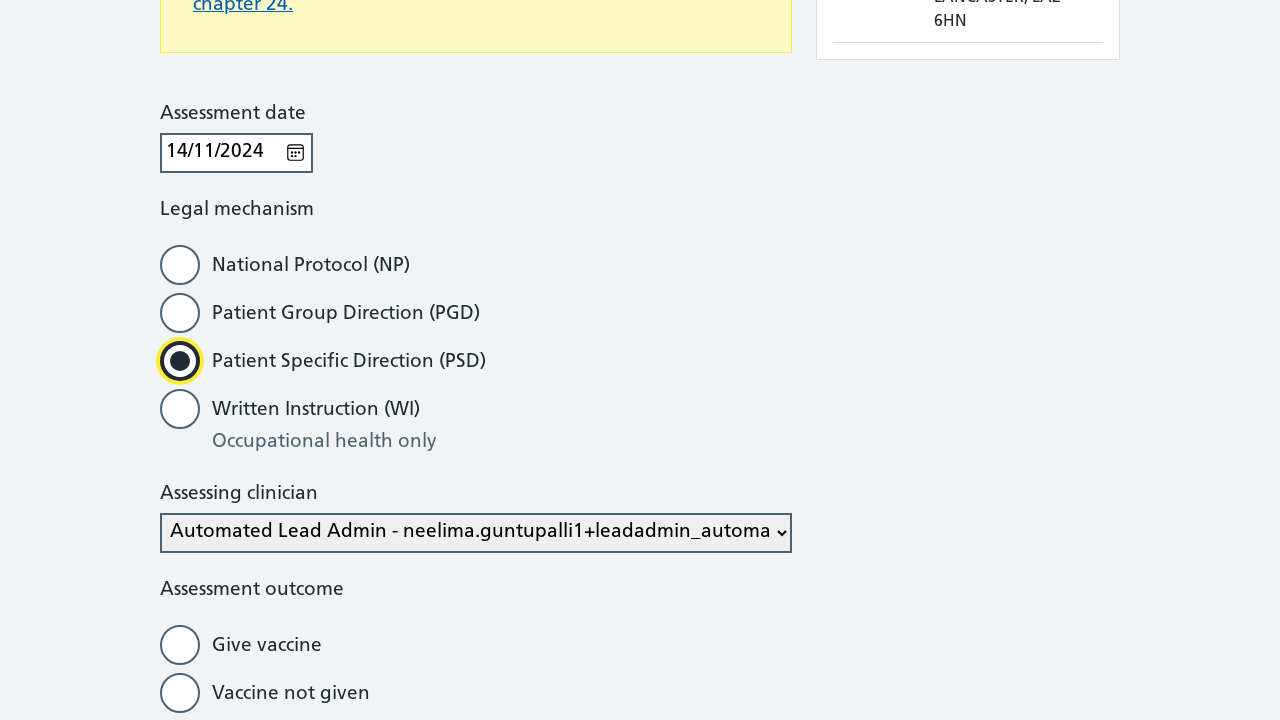 chapter 24.
6HN
Assessment date
14/11/2024
Legal mechanism
National Protocol (NP)
Patient Group Direction (PGD)
Patient Specific Direction (PSD)
Written Instruction (WI)
Occupational health only
Assessing clinician
Automated Lead Admin - neelima.guntupalli1+leadadmin_automa
Assessment outcome
Give vaccine
Vaccine not given